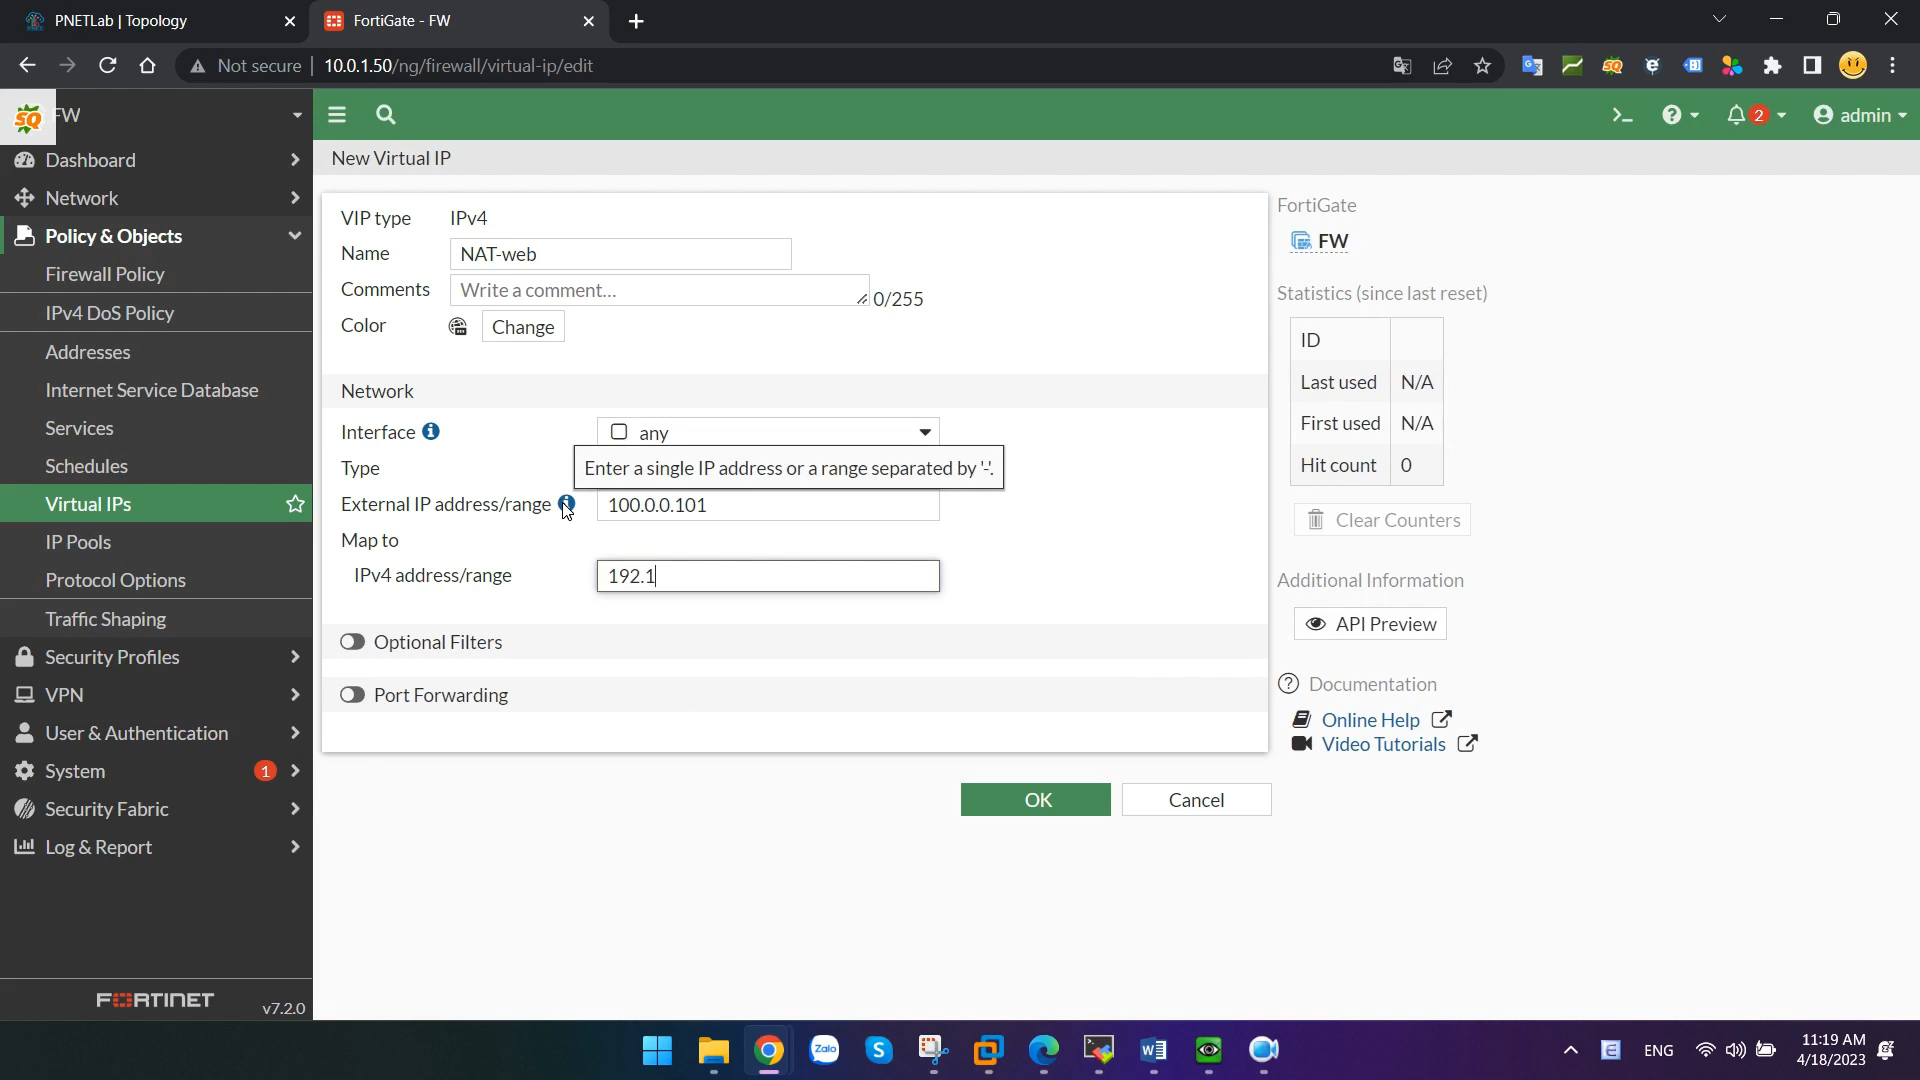 PNETLab | Topology
FortiGate - FW
Not secure
10.0.1.50/ng/firewall/virtual-ip/edit
SQ
FW
2
admin
Dashboard
Network
Policy & Objects
Firewall Policy
IPv4 DoS Policy
Addresses
Internet Service Database
Services
Schedules
Virtual IPs
IP Pools
Protocol Options
Traffic Shaping
Security Profiles
VPN
User & Authentication
System
1
Security Fabric
Log & Report
FORTINET
v7.2.0
New Virtual IP
VIP type
IPv4
Name
NAT-web
Comments
Write a comment...
0/255
Color
Change
Network
Interface
any
Type
Enter a single IP address or a range separated by '-'.
External IP address/range
100.0.0.101
Map to
IPv4 address/range
192.1
Optional Filters
Port Forwarding
OK
Cancel
FortiGate
FW
Statistics (since last reset)
ID
Last used
N/A
First used
N/A
Hit count
0
Clear Counters
Additional Information
API Preview
Documentation
Online Help
Video Tutorials
Zalo
ENG
11:19 AM
4/18/2023